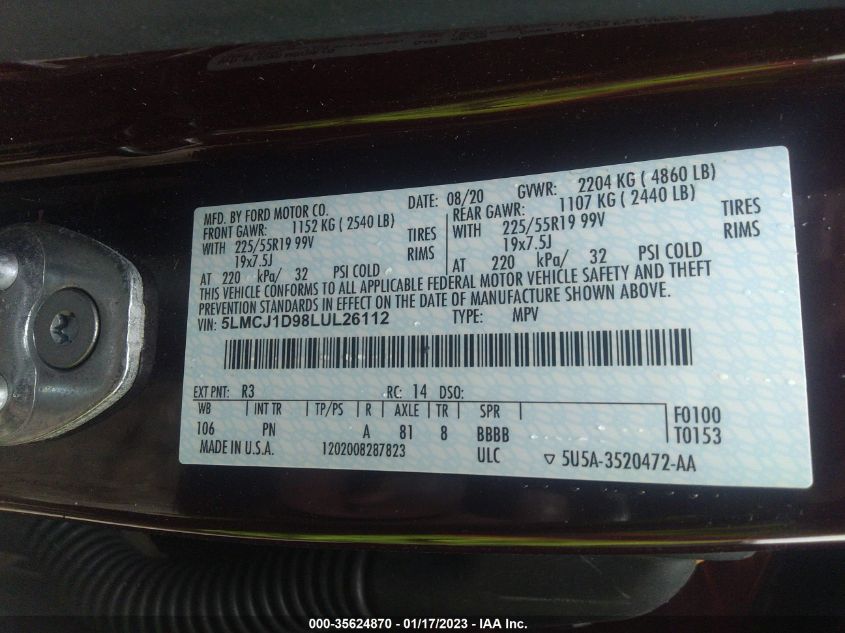 MFD. BY FORD MOTOR CO. DATE: 08/20 GVWR: 2204 KG ( 4860 LB)
FRONT GAWR: 1152 KG ( 2540 LB) REAR GAWR: 1107 KG ( 2440 LB)
WITH 225/55R19 99V TIRES WITH 225/55R19 99V TIRES
19x7.5J RIMS 19x7.5J RIMS
AT 220 kPa/ 32 PSI COLD AT 220 kPa/ 32 PSI COLD
THIS VEHICLE CONFORMS TO ALL APPLICABLE FEDERAL MOTOR VEHICLE SAFETY AND THEFT
PREVENTION STANDARDS IN EFFECT ON THE DATE OF MANUFACTURE SHOWN ABOVE.
VIN: 5LMCJ1D98LUL26112 TYPE: MPV
EXT PNT: R3 RC: 14 DSO:
WB INT TR TP/PS R AXLE TR SPR F0100
106 PN A 81 8 BBBB T0153
MADE IN U.S.A. 1202008287823 ULC ▽ 5U5A-3520472-AA
000-35624870 - 01/17/2023 - IAA Inc.